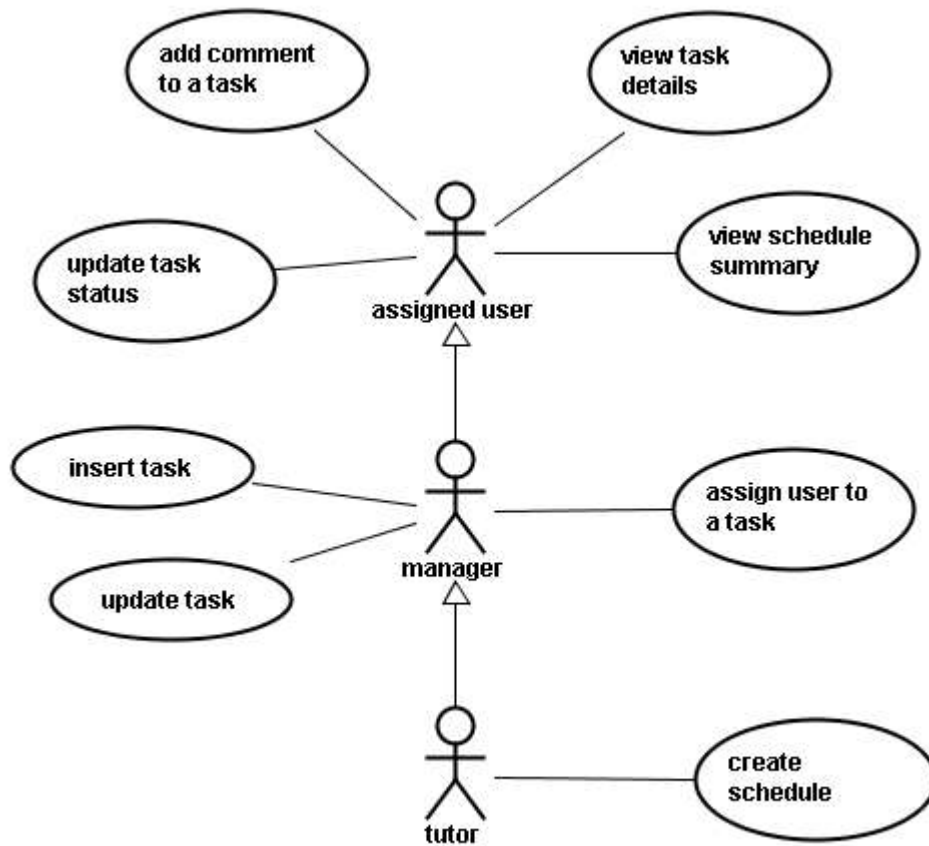 add comment
to a task
view task
details
update task
status
view schedule
summary
assigned user
insert task
assign user to
a task
manager
update task
create
schedule
tutor